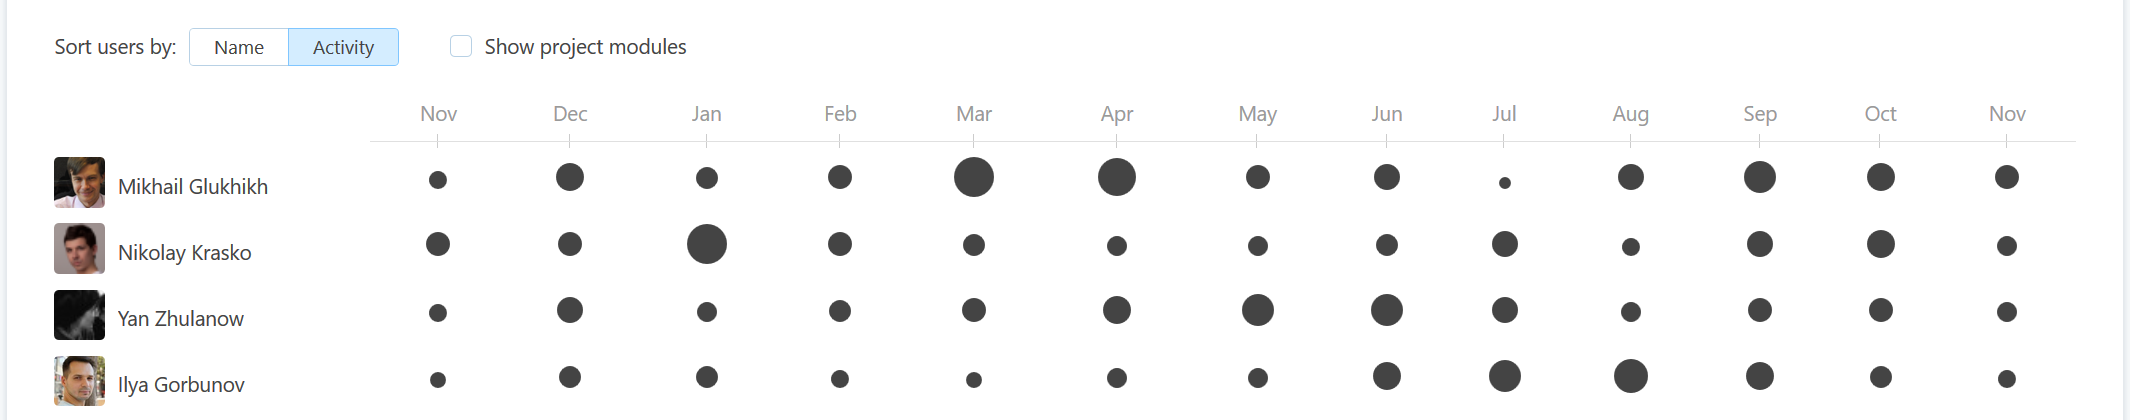 Sort users by: Name Activity Show project modules
Nov Dec Jan Feb Mar Apr May Jun Jul Aug Sep Oct Nov
Mikhail Glukhikh
Nikolay Krasko
Yan Zhulanow
Ilya Gorbunov